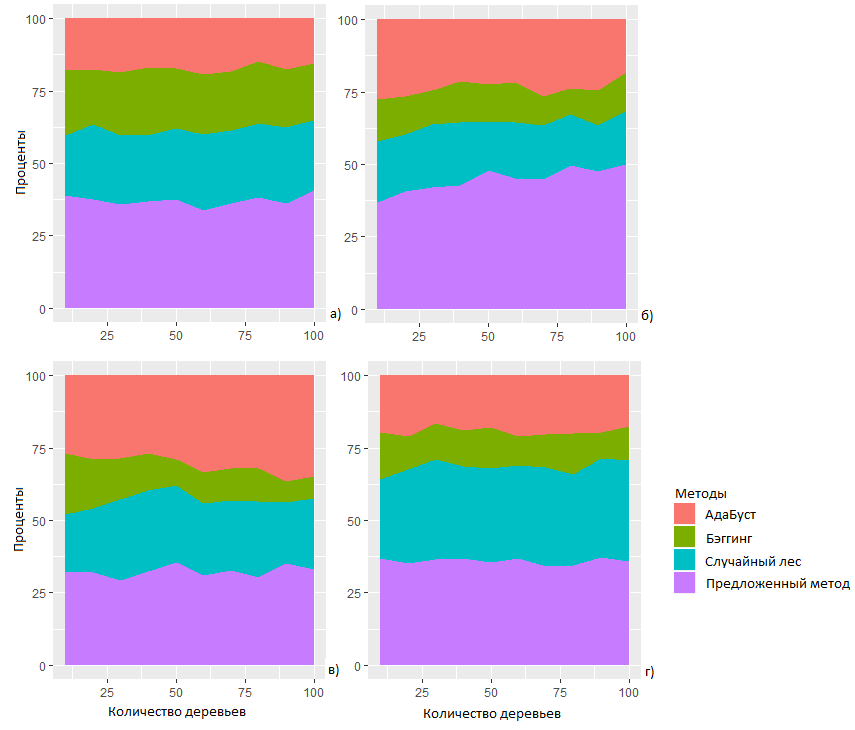 100
75
50
25
0
Проценты
25
50
75
100
а)
100
75
50
25
0
25
50
75
100
б)
100
75
50
25
0
Проценты
25
50
75
100
в)
Количество деревьев
100
75
50
25
0
25
50
75
100
г)
Количество деревьев
Методы
АдаБуст
Бэггинг
Случайный лес
Предложенный метод